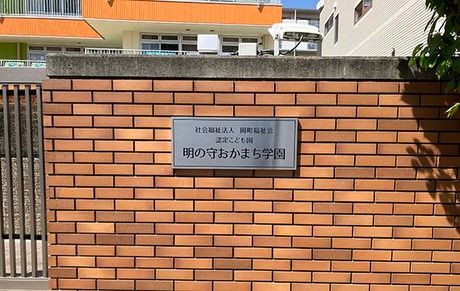 社会福祉法人 岡町福祉会
認定こども園
明の守おかまち学園